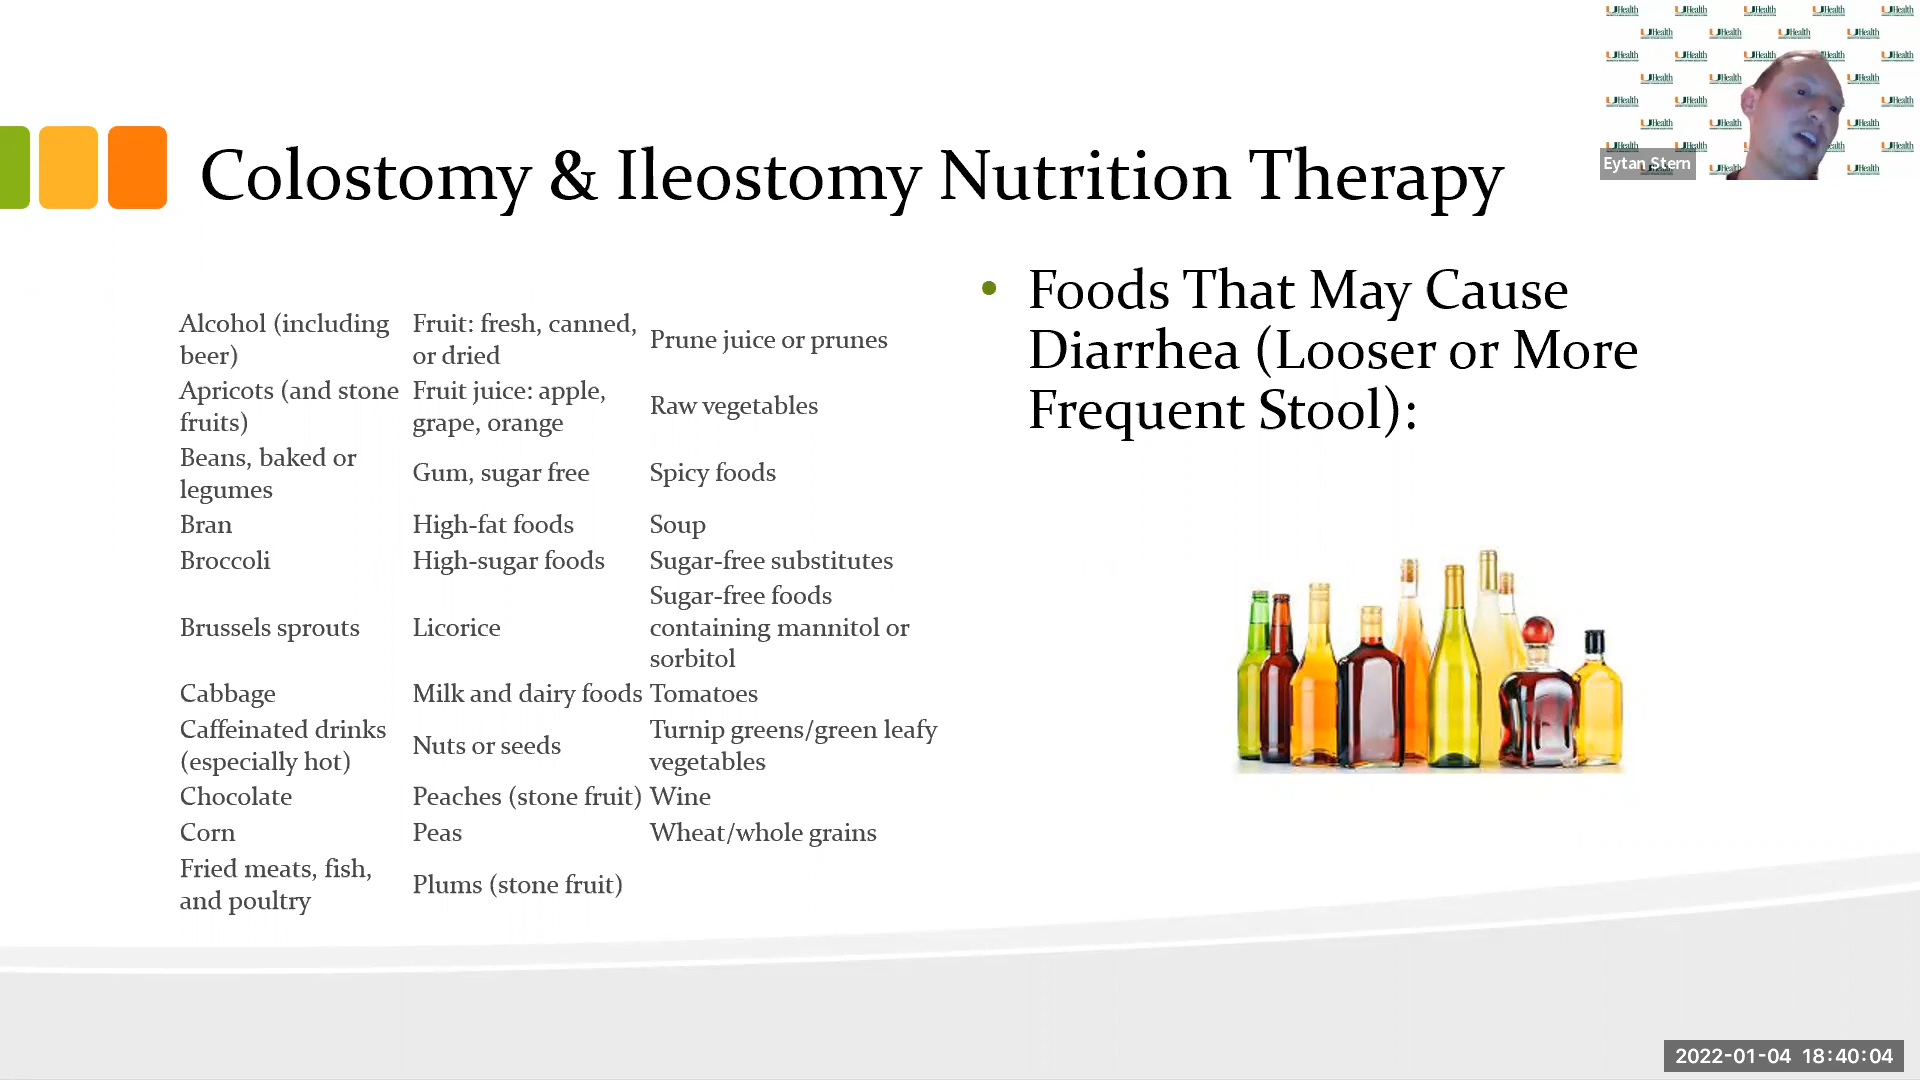 Colostomy & Ileostomy Nutrition Therapy
Alcohol (including
beer)
Fruit: fresh, canned,
or dried
Prune juice or prunes
Apricots (and stone
fruits)
Fruit juice: apple,
grape, orange
Raw vegetables
Beans, baked or
legumes
Gum, sugar free
Spicy foods
Bran
High-fat foods
Soup
Broccoli
High-sugar foods
Sugar-free substitutes
Brussels sprouts
Licorice
Sugar-free foods
containing mannitol or
sorbitol
Cabbage
Milk and dairy foods
Tomatoes
Caffeinated drinks
(especially hot)
Nuts or seeds
Turnip greens/green leafy
vegetables
Chocolate
Peaches (stone fruit)
Wine
Corn
Peas
Wheat/whole grains
Fried meats, fish,
and poultry
Plums (stone fruit)
• Foods That May Cause
Diarrhea (Looser or More
Frequent Stool):
UHealth
Eytan Stern
2022-01-04 18:40:04